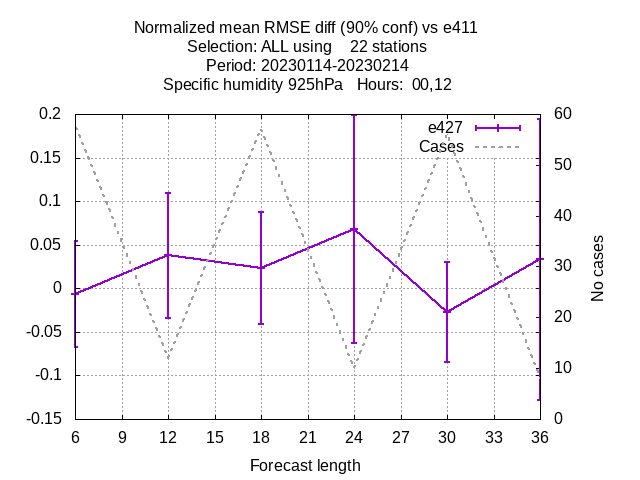 Normalized mean RMSE diff (90% conf) vs e411
Selection: ALL using    22 stations
Period: 20230114-20230214
Specific humidity 925hPa   Hours:  00,12
0.2
0.15
0.1
0.05
0
-0.05
-0.1
-0.15
60
50
40
30
20
10
0
e427
Cases
No cases
6 9 12 15 18 21 24 27 30 33 36
Forecast length